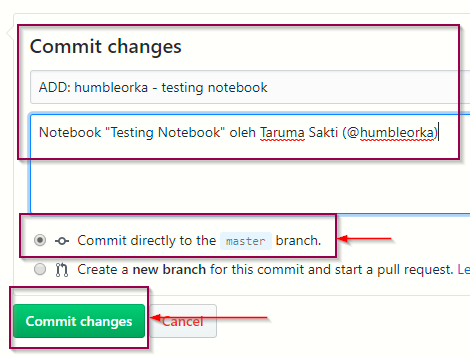 Commit changes
ADD: humbleorka - testing notebook
Notebook "Testing Notebook" oleh Taruma Sakti (@humbleorka)
Commit directly to the master branch.
Create a new branch for this commit and start a pull request. Le
Commit changes Cancel